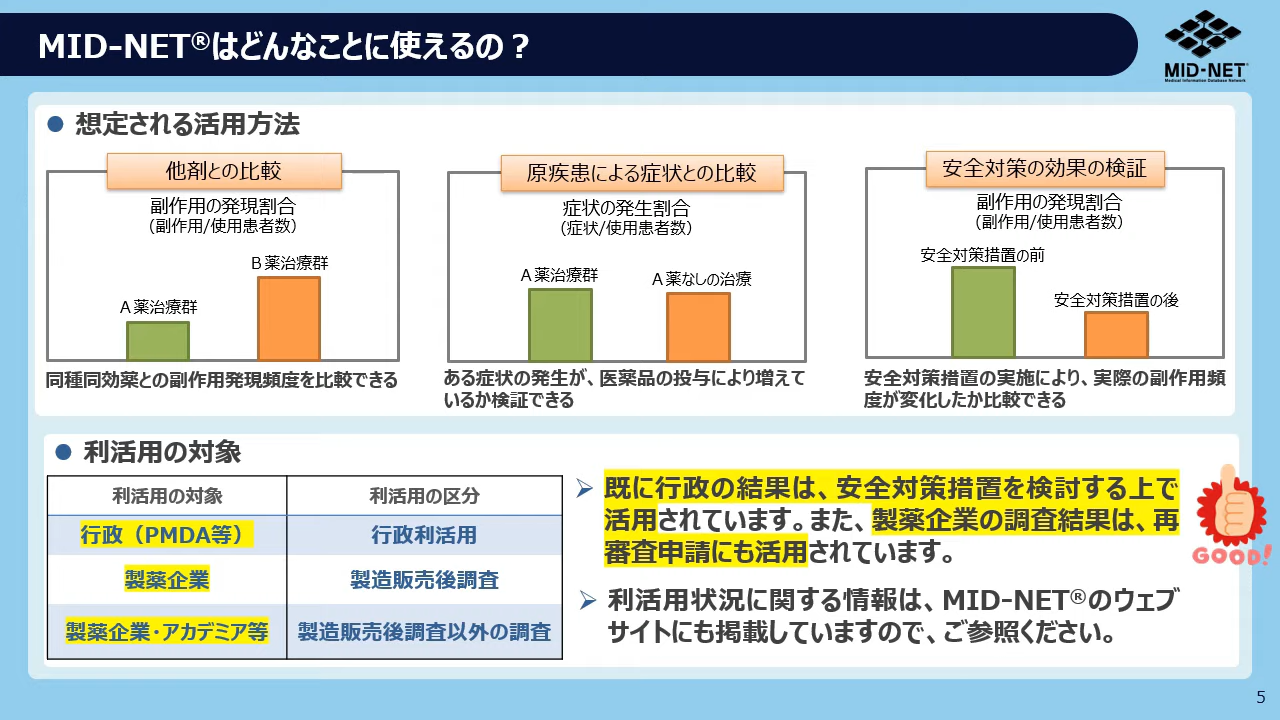 MID-NET®はどんなことに使えるの？
MID-NET®
Medical Information Database Network
● 想定される活用方法
他剤との比較
副作用の発現割合
(副作用/使用患者数)
B薬治療群
A薬治療群
同種同効薬との副作用発現頻度を比較できる
原疾患による症状との比較
症状の発生割合
(症状/使用患者数)
A薬治療群
A薬なしの治療
ある症状の発生が、医薬品の投与により増えて
いるか検証できる
安全対策の効果の検証
副作用の発現割合
(副作用/使用患者数)
安全対策措置の前
安全対策措置の後
安全対策措置の実施により、実際の副作用頻
度が変化したか比較できる
● 利活用の対象
利活用の対象 利活用の区分
行政（PMDA等） 行政利活用
製薬企業 製造販売後調査
製薬企業・アカデミア等 製造販売後調査以外の調査
➢ 既に行政の結果は、安全対策措置を検討する上で
活用されています。また、製薬企業の調査結果は、再
審査申請にも活用されています。
➢ 利活用状況に関する情報は、MID-NET®のウェブ
サイトにも掲載していますので、ご参照ください。
GOOD!
5